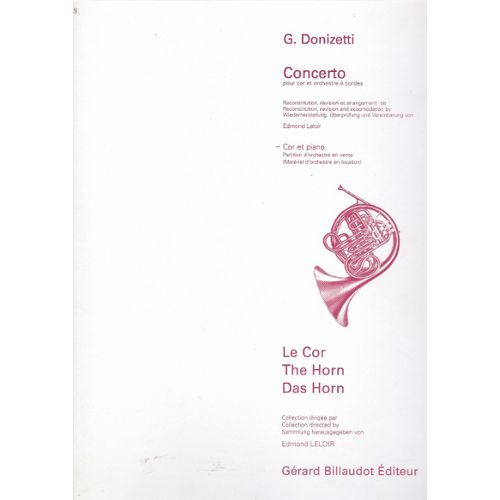 s
G. Donizetti
Concerto
pour cor et orchestre à cordes
Reconstitution, révision et arrangement de
Reconstitution, revision and accomodation by
Wiederherstellung, Überprüfung und Vereinbarung von
Edmond Leloir
– Cor et piano
Partition d'orchestre en vente
(Matériel d'orchestre en location)
Le Cor
The Horn
Das Horn
Collection dirigée par
Collection directed by
Sammlung herausgegeben von
Edmond LELOIR
Gérard Billaudot Éditeur